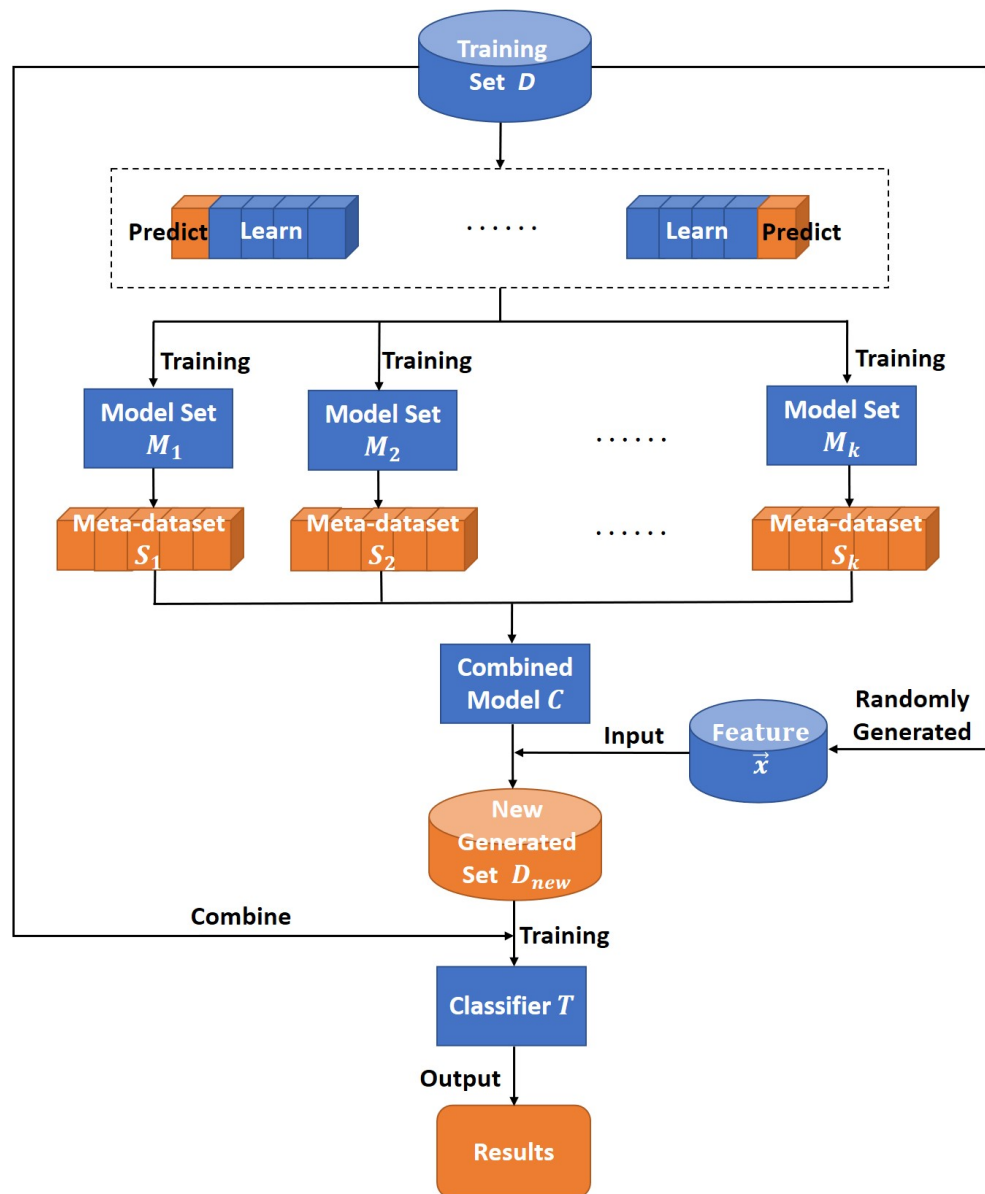 Training
Set D
Predict
Learn
......
Learn
Predict
Training
Training
Training
Model Set
M₁
Model Set
M₂
......
Model Set
Mₖ
Meta-dataset
S₁
Meta-dataset
S₂
......
Meta-dataset
Sₖ
Combined
Model C
Randomly
Generated
Input
Feature
x⃗
New
Generated
Set D_new
Combine
Training
Classifier T
Output
Results